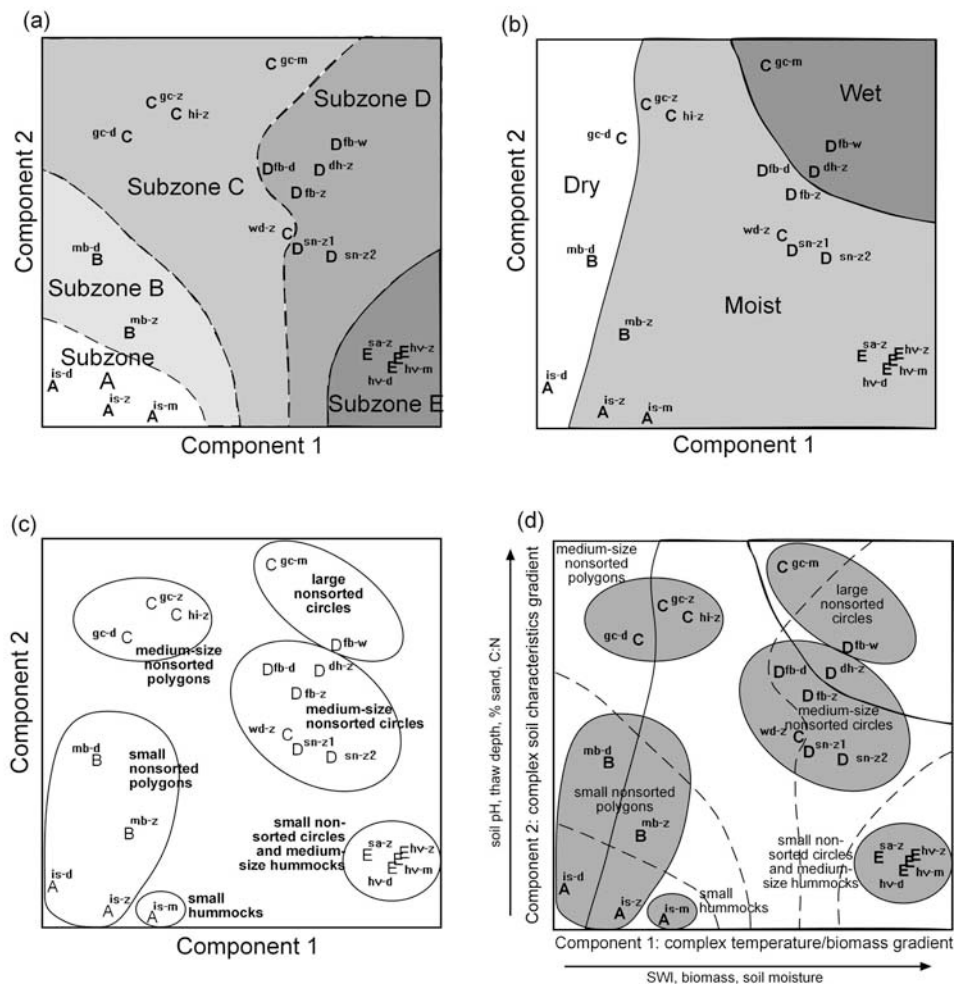 (a)
C gc-m
Subzone D
C gc-z
C hi-z
gc-d C
D fb-w
D fb-d
D dh-z
Subzone C
D fb-z
wd-z C
D sn-z1
D sn-z2
mb-d
B
Subzone B
mb-z
B
Subzone
A
is-d
A
is-z
A
is-m
A
sa-z
E
hv-z
E
E
E
hv-m
hv-d
Subzone E
Component 1
Component 2
(b)
C gc-m
Wet
C gc-z
C hi-z
gc-d C
D fb-w
D fb-d
D dh-z
Dry
D fb-z
wd-z C
D sn-z1
D sn-z2
mb-d
B
Moist
mb-z
B
sa-z
E
hv-z
E
E
E
hv-m
hv-d
is-d
A
is-z
A
is-m
A
Component 1
Component 2
(c)
C gc-m
large
nonsorted
circles
C gc-z
C hi-z
gc-d C
medium-size
nonsorted
polygons
D fb-w
D fb-d
D dh-z
D fb-z
medium-size
nonsorted circles
wd-z C
D sn-z1
D sn-z2
mb-d
B
small
nonsorted
polygons
mb-z
B
small non-
sorted circles
and medium-
size hummocks
sa-z
E
hv-z
E
E
E
hv-m
hv-d
is-d
A
is-z
A
is-m
A
small
hummocks
Component 1
Component 2
(d)
medium-size
nonsorted
polygons
C gc-m
large
nonsorted
circles
C gc-z
C hi-z
gc-d C
D fb-w
D fb-d
D dh-z
D fb-z
medium-size
nonsorted circles
wd-z C
D sn-z1
D sn-z2
mb-d
B
small nonsorted
polygons
mb-z
B
small non-
sorted circles
and medium-
size hummocks
sa-z
E
hv-z
E
E
E
hv-m
hv-d
is-d
A
is-z
A
is-m
A
small
hummocks
Component 1: complex temperature/biomass gradient
SWI, biomass, soil moisture
Component 2: complex soil characteristics gradient
soil pH, thaw depth, % sand, C:N